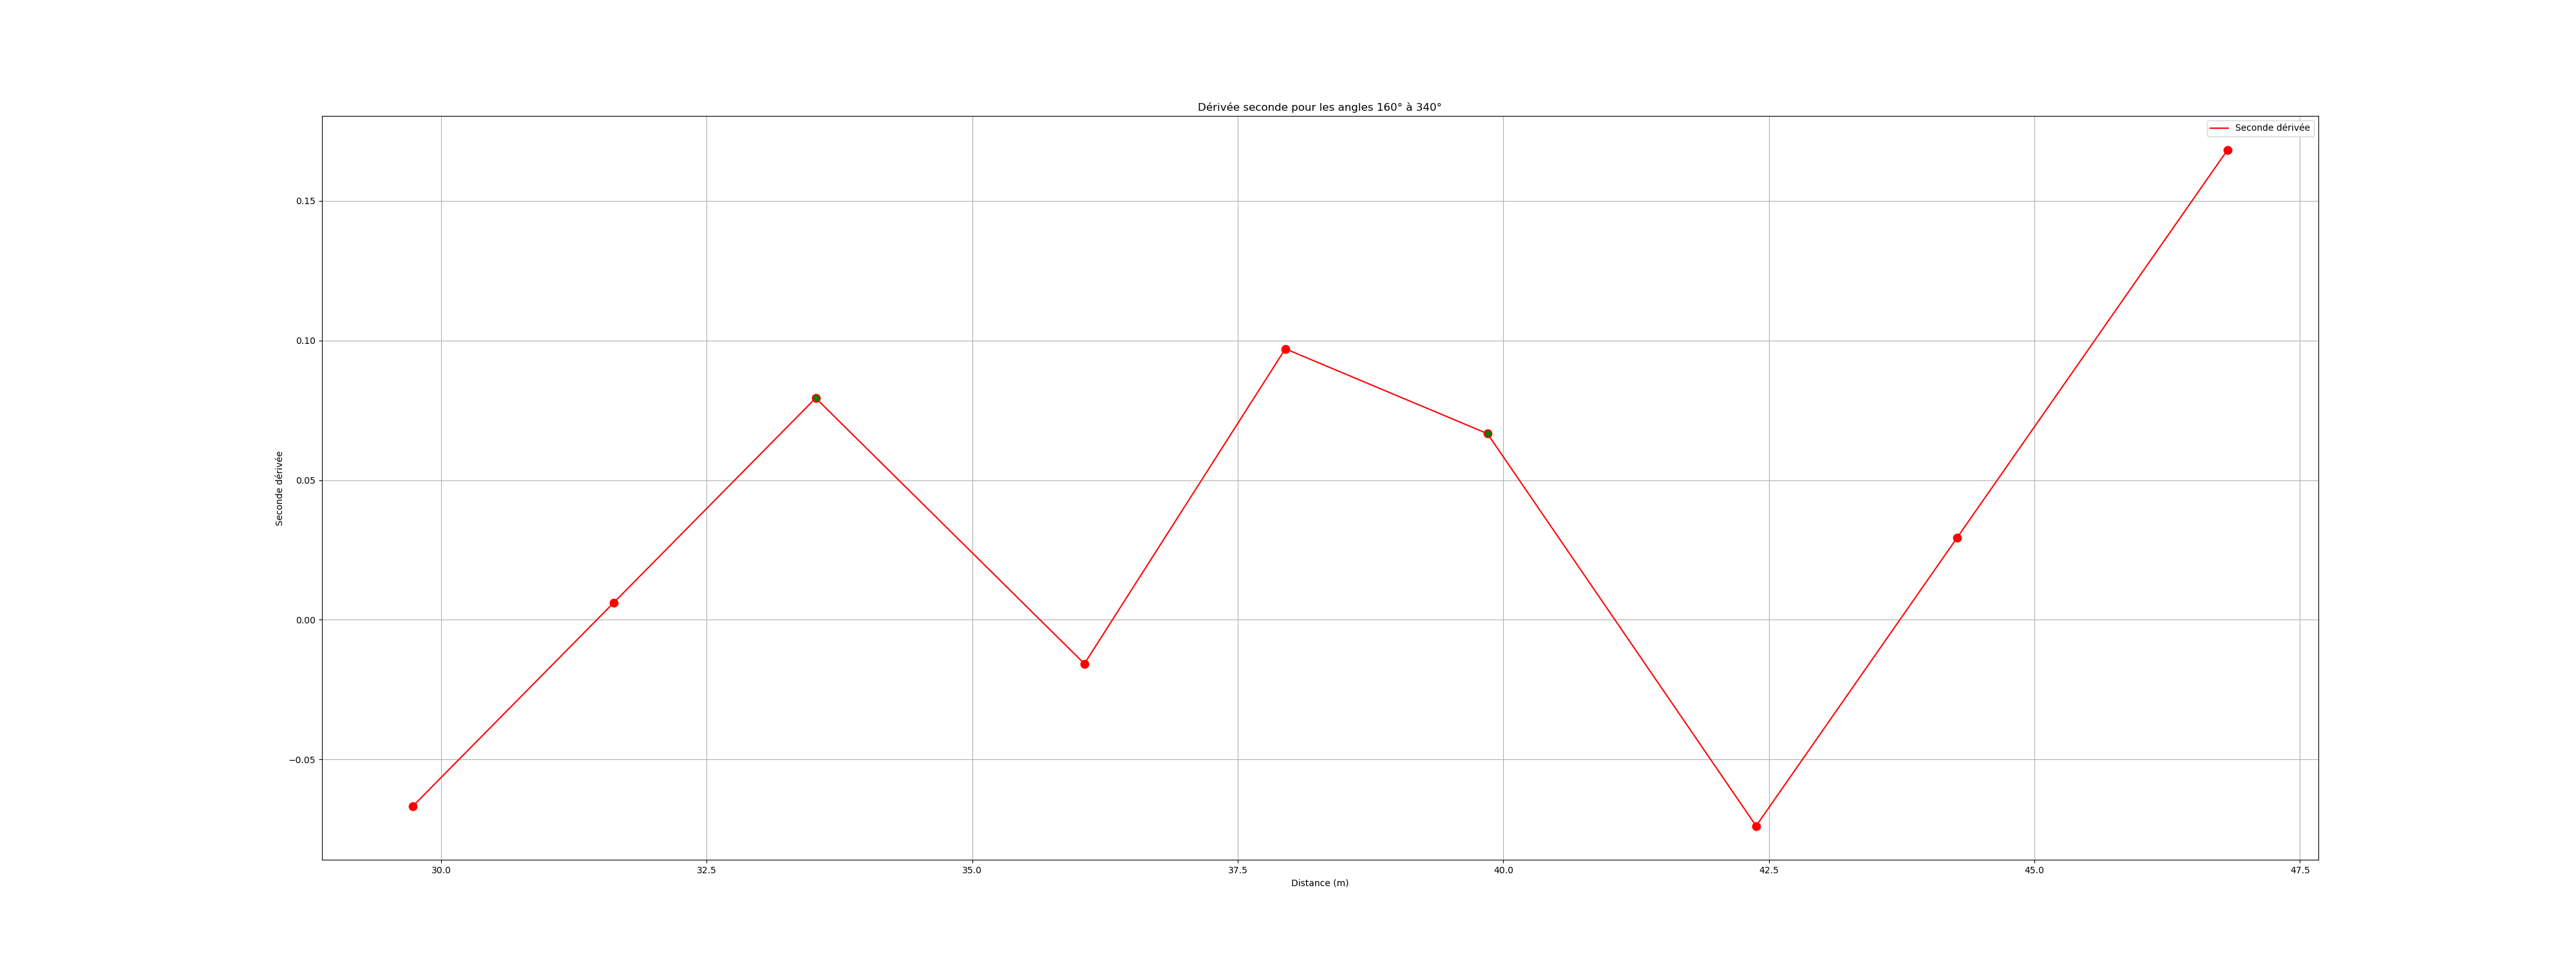 Dérivée seconde pour les angles 160° à 340°
Seconde dérivée
0.15
0.10
0.05
0.00
−0.05
Seconde dérivée
30.0 32.5 35.0 37.5 40.0 42.5 45.0 47.5
Distance (m)